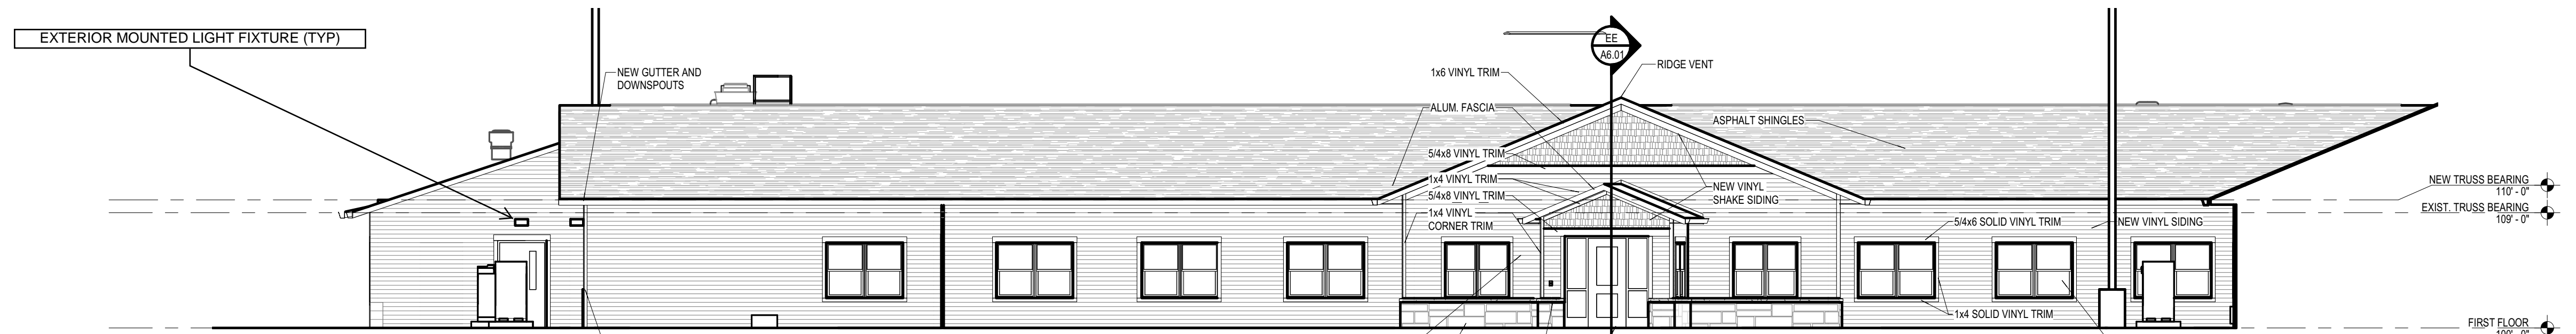 EXTERIOR MOUNTED LIGHT FIXTURE (TYP)
NEW GUTTER AND
DOWNSPOUTS
EE
A6.01
RIDGE VENT
1x6 VINYL TRIM
ALUM. FASCIA
ASPHALT SHINGLES
5/4x8 VINYL TRIM
1x4 VINYL TRIM
5/4x8 VINYL TRIM
1x4 VINYL
CORNER TRIM
NEW VINYL
SHAKE SIDING
5/4x6 SOLID VINYL TRIM
NEW VINYL SIDING
1x4 SOLID VINYL TRIM
NEW TRUSS BEARING
110' - 0"
EXIST. TRUSS BEARING
109' - 0"
FIRST FLOOR
100' - 0"